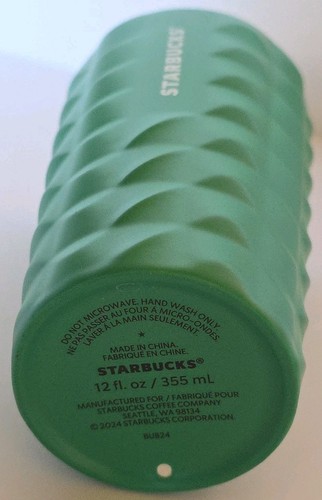 STARBUCKS®
DO NOT MICROWAVE. HAND WASH ONLY.
NE PAS PASSER AU FOUR À MICRO-ONDES.
LAVER À LA MAIN SEULEMENT.
MADE IN CHINA.
FABRIQUÉ EN CHINE.
STARBUCKS®
12 fl. oz / 355 mL
MANUFACTURED FOR / FABRIQUÉ POUR
STARBUCKS COFFEE COMPANY
SEATTLE, WA 98134
© 2024 STARBUCKS CORPORATION
BUB24